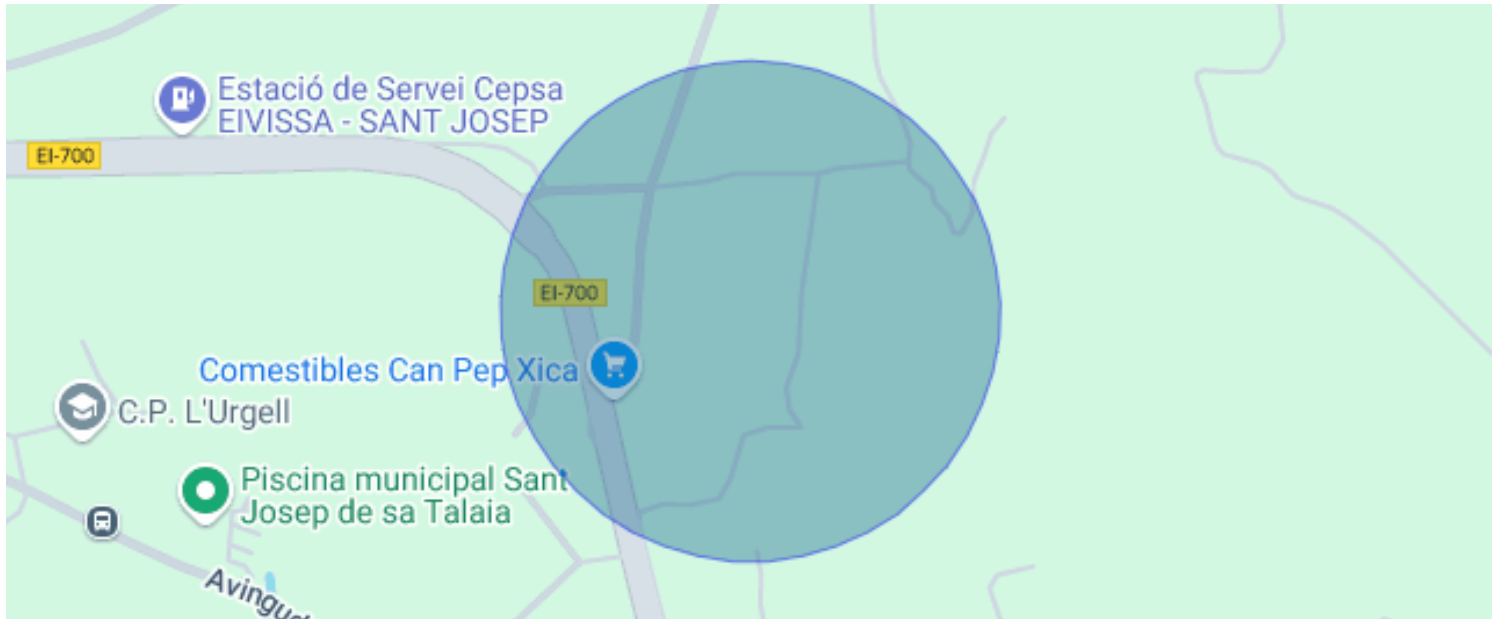 Estació de Servei Cepsa
EIVISSA - SANT JOSEP
EI-700
EI-700
Comestibles Can Pep Xica
C.P. L'Urgell
Piscina municipal Sant
Josep de sa Talaia